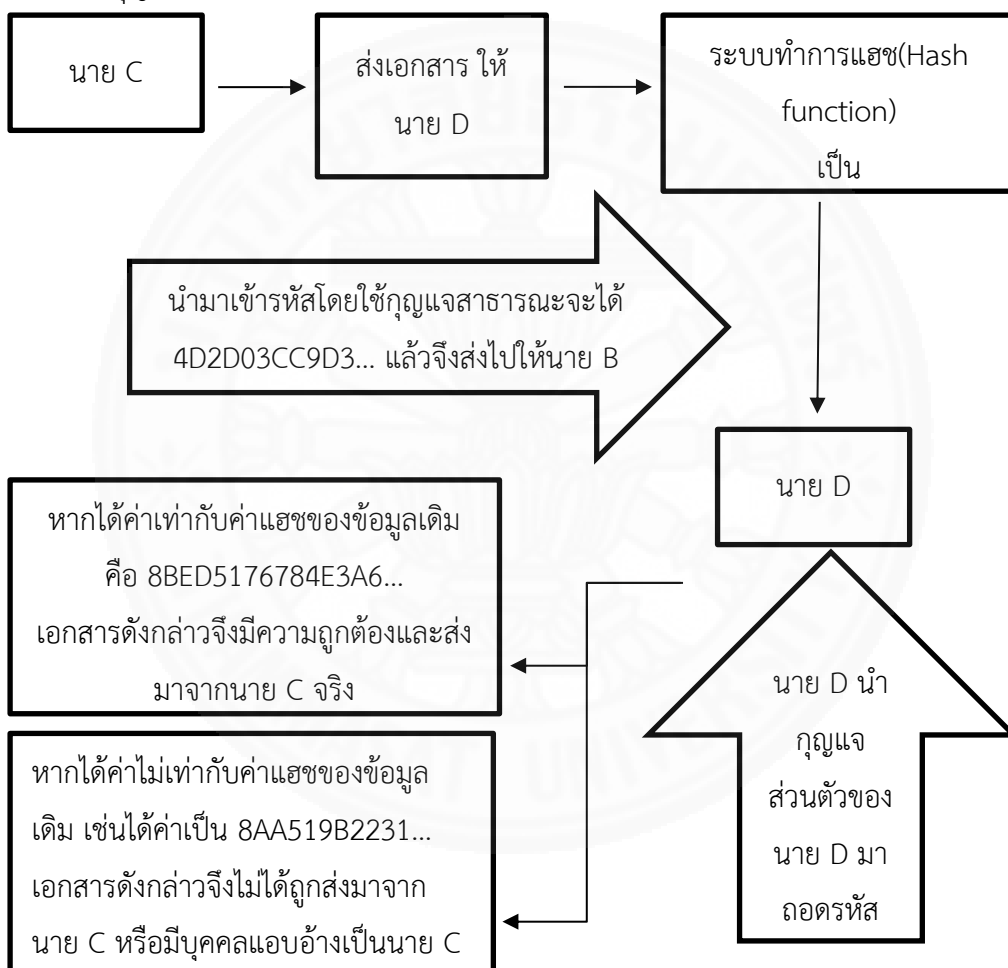 นาย C
ส่งเอกสาร ให้
นาย D
ระบบทำการแฮช(Hash
function)
เป็น
นำมาเข้ารหัสโดยใช้กุญแจสาธารณะจะได้
4D2D03CC9D3... แล้วจึงส่งไปให้นาย B
นาย D
หากได้ค่าเท่ากับค่าแฮชของข้อมูลเดิม
คือ 8BED5176784E3A6...
เอกสารดังกล่าวจึงมีความถูกต้องและส่ง
มาจากนาย C จริง
นาย D นำ
กุญแจ
ส่วนตัวของ
นาย D มา
ถอดรหัส
หากได้ค่าไม่เท่ากับค่าแฮชของข้อมูล
เดิม เช่นได้ค่าเป็น 8AA519B2231...
เอกสารดังกล่าวจึงไม่ได้ถูกส่งมาจาก
นาย C หรือมีบุคคลแอบอ้างเป็นนาย C